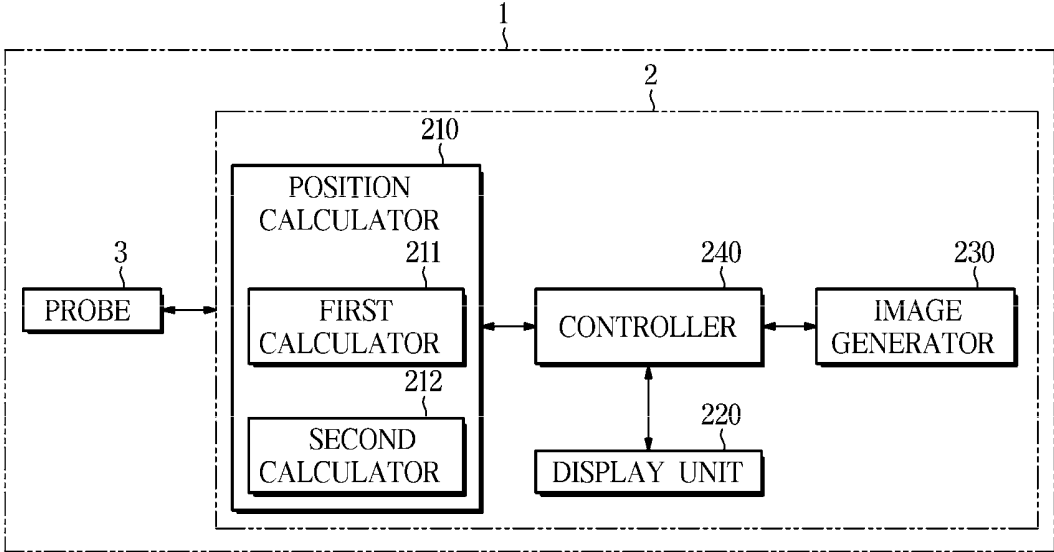 1
2
210
POSITION
CALCULATOR
3
PROBE
211
FIRST
CALCULATOR
212
SECOND
CALCULATOR
240
CONTROLLER
230
IMAGE
GENERATOR
220
DISPLAY UNIT